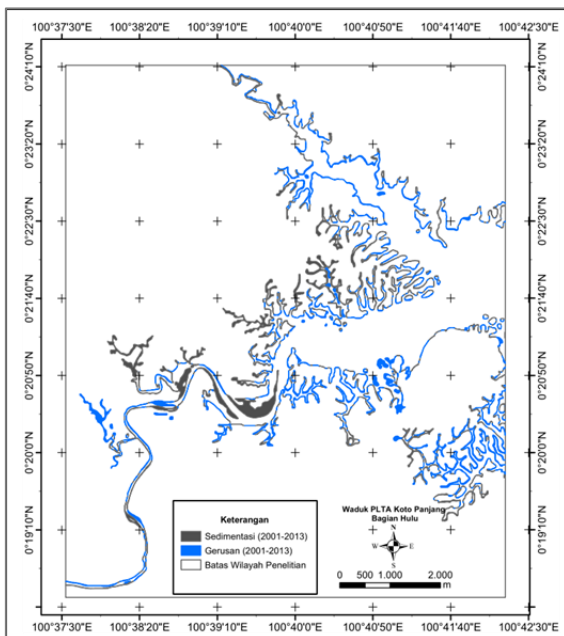 100°37'30"E 100°38'20"E 100°39'10"E 100°40'0"E 100°40'50"E 100°41'40"E 100°42'30"E
0°24'10"N 0°24'10"N
0°23'20"N 0°23'20"N
0°22'30"N 0°22'30"N
0°21'40"N 0°21'40"N
0°20'50"N 0°20'50"N
0°20'0"N 0°20'0"N
0°19'10"N 0°19'10"N
Keterangan
Sedimentasi (2001-2013)
Gerusan (2001-2013)
Batas Wilayah Penelitian
Waduk PLTA Koto Panjang
Bagian Hulu
N
W E
S
0 500 1.000 2.000
m
100°37'30"E 100°38'20"E 100°39'10"E 100°40'0"E 100°40'50"E 100°41'40"E 100°42'30"E